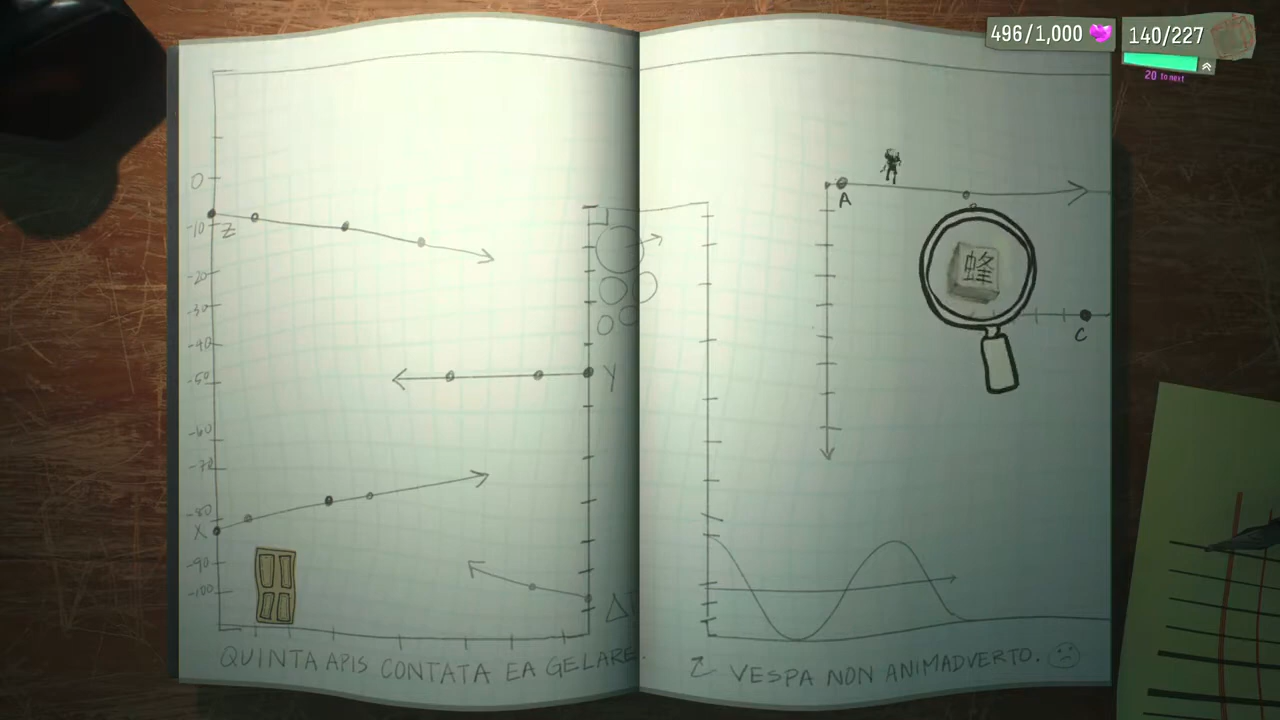 496/1,000
140/227
20 to next
0
-10
Z
-20
-30
-40
-50
Y
-60
-70
-80
X
-90
-100
A
蜂
C
QUINTA APIS CONTATA EA GELARE.
Z VESPA NON ANIMADVERTO.